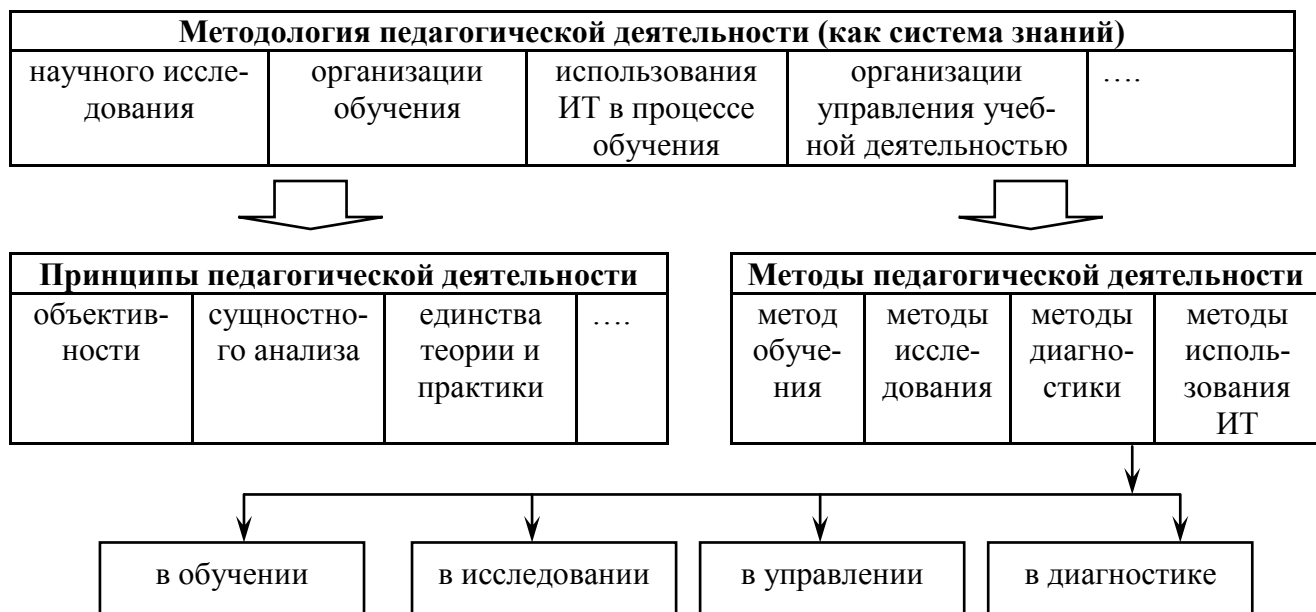 Методология педагогической деятельности (как система знаний)
научного иссле-
дования
организации
обучения
использования
ИТ в процессе
обучения
организации
управления учеб-
ной деятельностью
….
Принципы педагогической деятельности
объектив-
ности
сущностно-
го анализа
единства
теории и
практики
….
Методы педагогической деятельности
метод
обуче-
ния
методы
иссле-
дования
методы
диагно-
стики
методы
исполь-
зования
ИТ
в обучении
в исследовании
в управлении
в диагностике